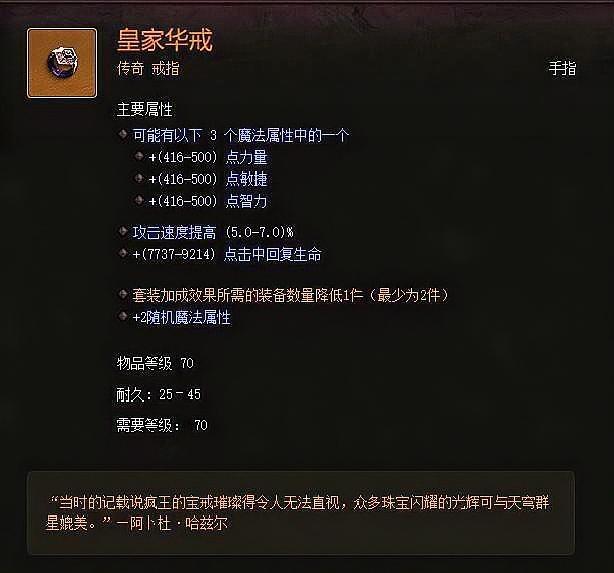 皇家华戒
传奇 戒指
手指
主要属性
可能有以下 3 个魔法属性中的一个
+(416-500) 点力量
+(416-500) 点敏捷
+(416-500) 点智力
攻击速度提高 (5.0-7.0)%
+(7737-9214) 点击中回复生命
套装加成效果所需的装备数量降低1件（最少为2件）
+2随机魔法属性
物品等级 70
耐久: 25-45
需要等级: 70
“当时的记载说疯王的宝戒璀璨得令人无法直视，众多珠宝闪耀的光辉可与天穹群
星媲美。”—阿卜杜·哈兹尔